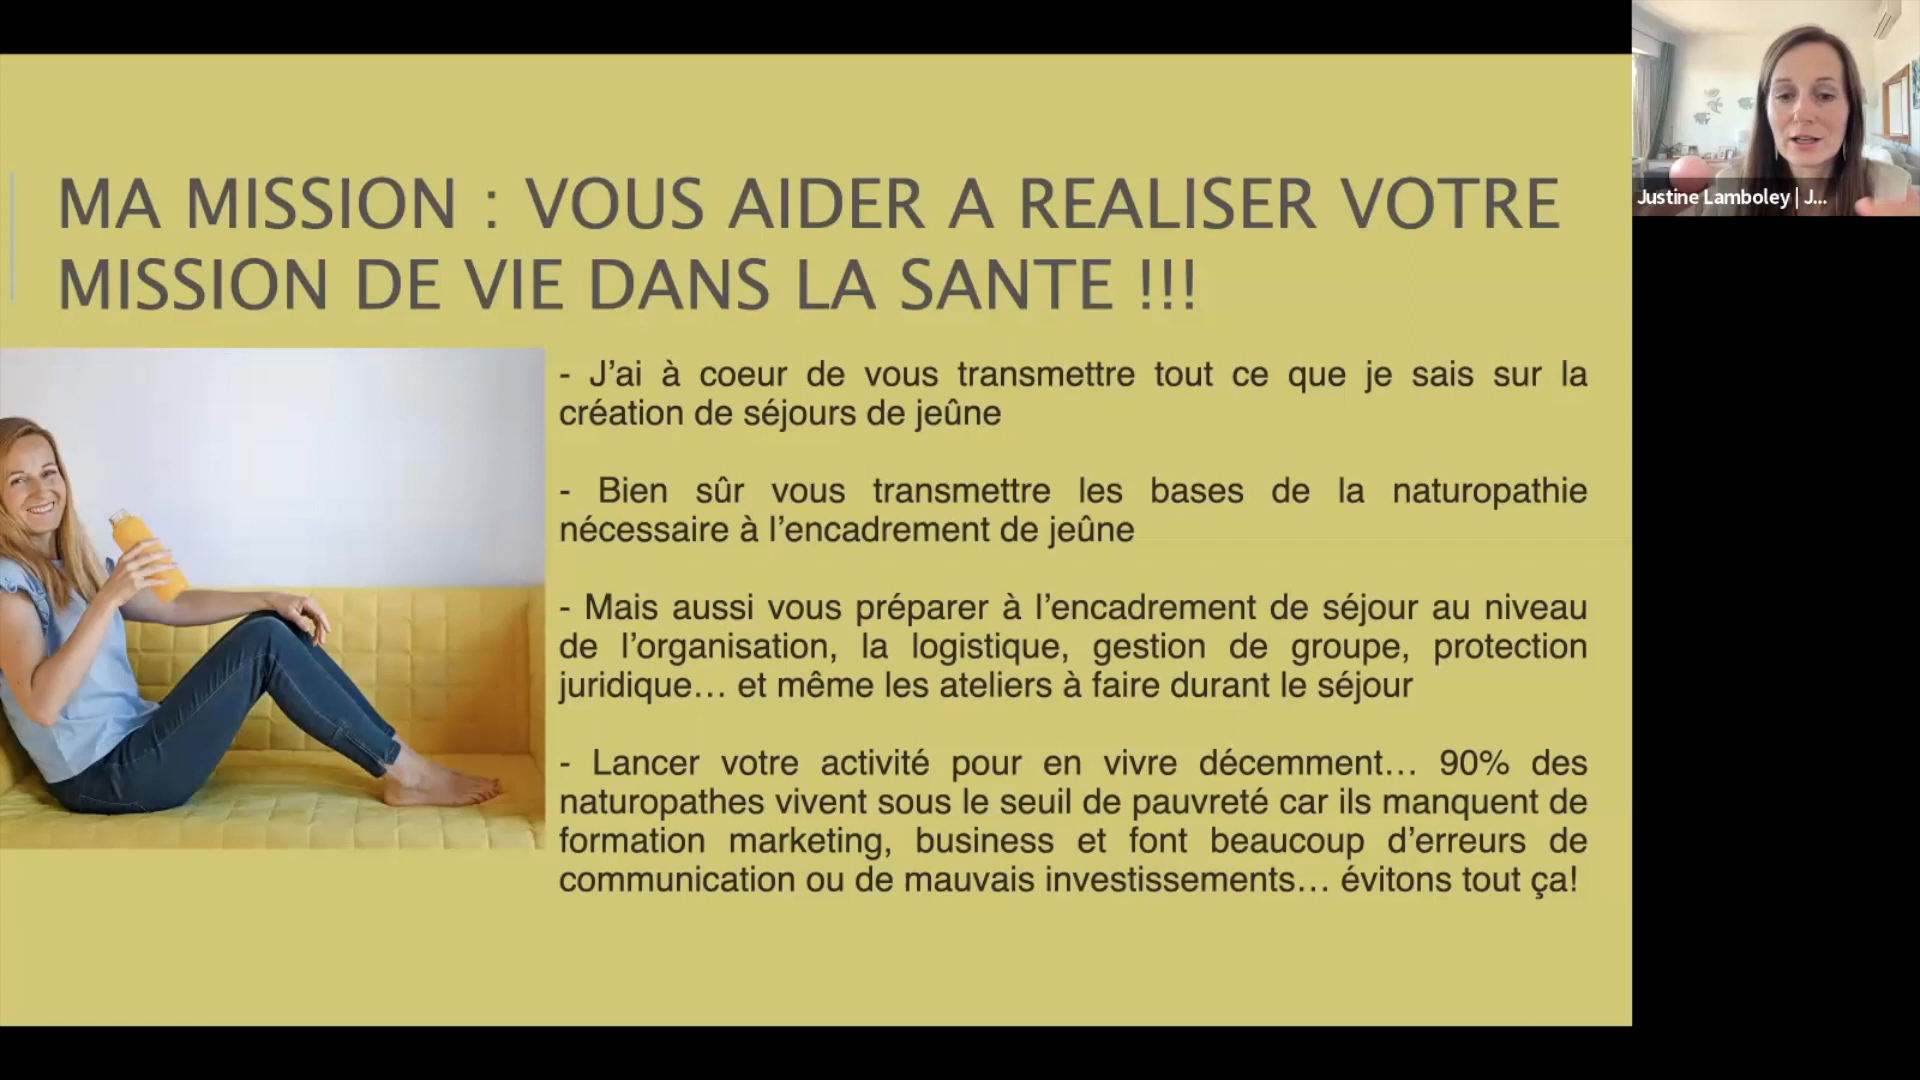 MA MISSION : VOUS AIDER A REALISER VOTRE
MISSION DE VIE DANS LA SANTE !!!
- J’ai à coeur de vous transmettre tout ce que je sais sur la
création de séjours de jeûne
- Bien sûr vous transmettre les bases de la naturopathie
nécessaire à l’encadrement de jeûne
- Mais aussi vous préparer à l’encadrement de séjour au niveau
de l’organisation, la logistique, gestion de groupe, protection
juridique… et même les ateliers à faire durant le séjour
- Lancer votre activité pour en vivre décemment… 90% des
naturopathes vivent sous le seuil de pauvreté car ils manquent de
formation marketing, business et font beaucoup d’erreurs de
communication ou de mauvais investissements… évitons tout ça!
Justine Lamboley | J...